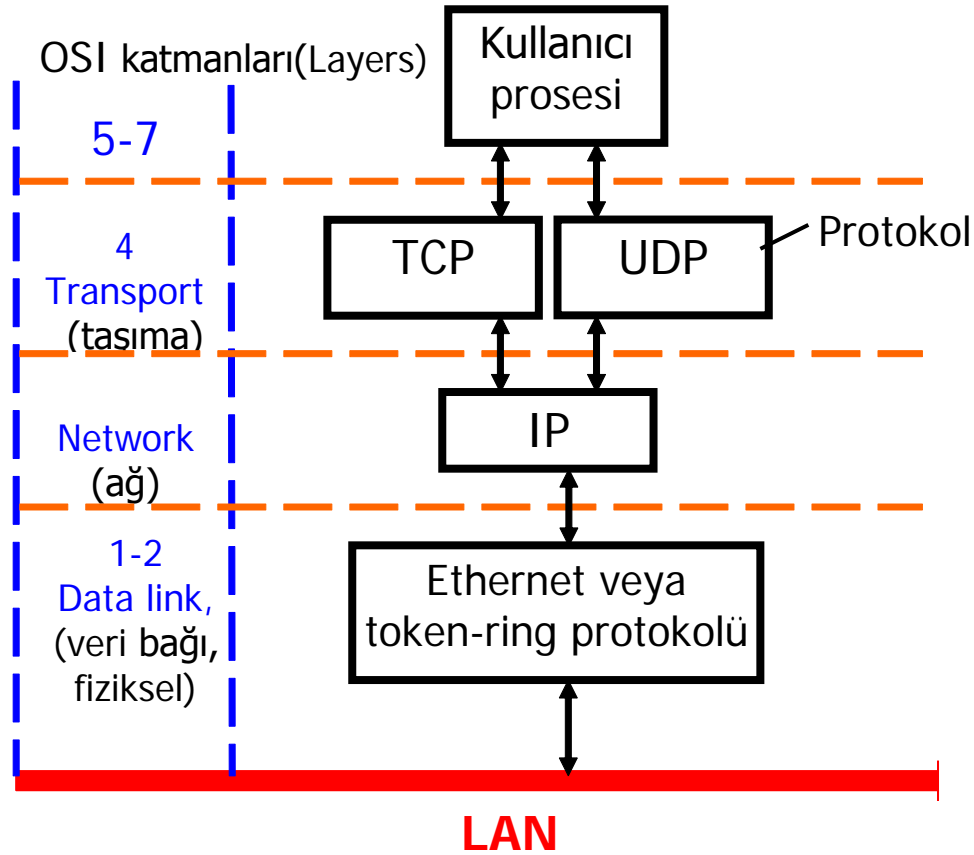 OSI katmanları(Layers)
Kullanıcı
prosesi
5-7
4
Transport
(taşıma)
TCP
UDP
Protokol
Network
(ağ)
IP
1-2
Data link,
(veri bağı,
fiziksel)
Ethernet veya
token-ring protokolü
LAN